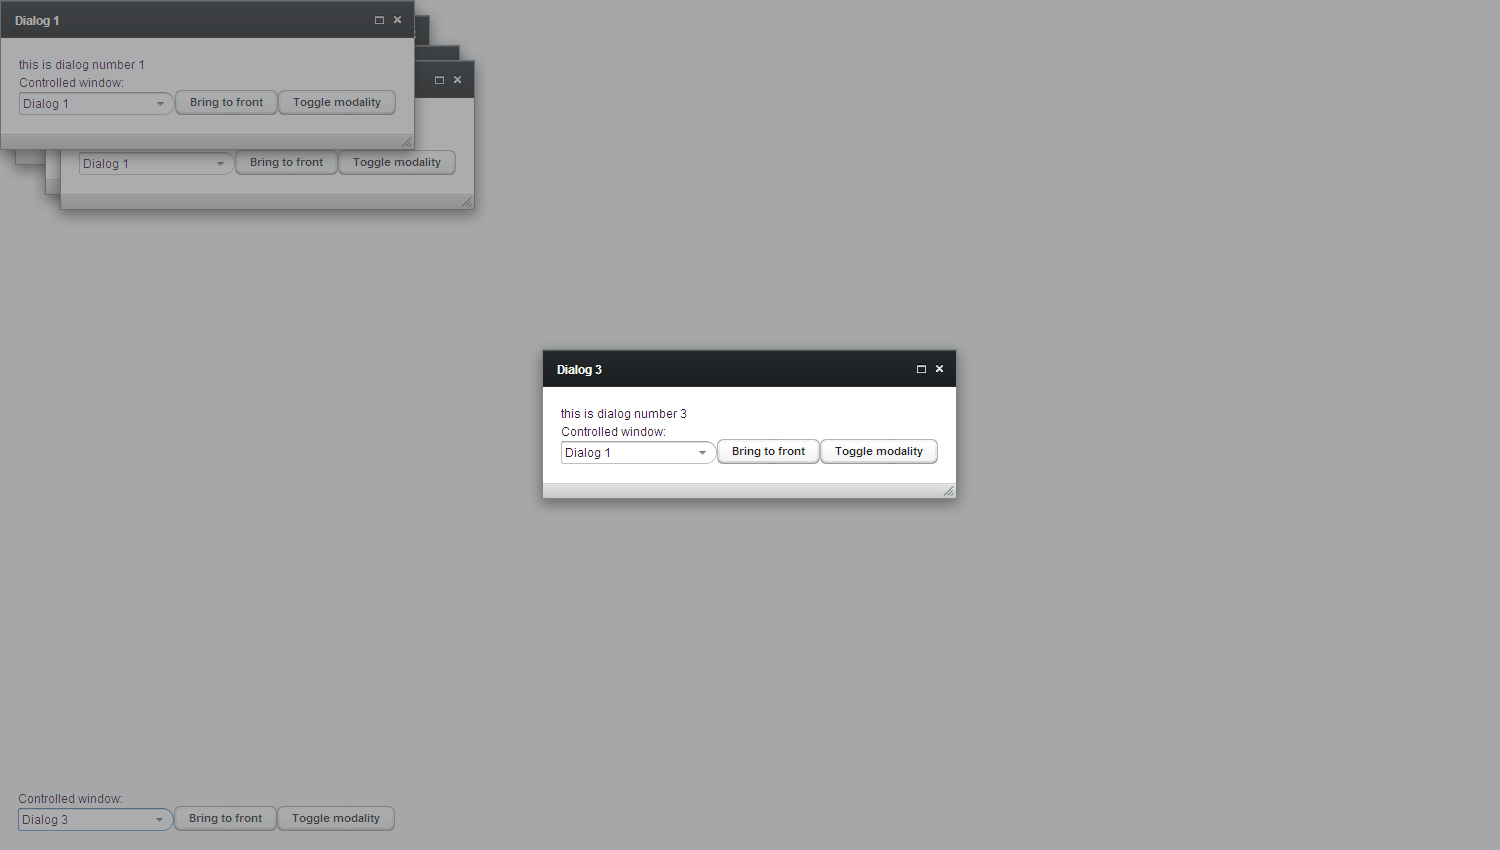 Dialog 1
this is dialog number 1
Controlled window:
Dialog 1 Bring to front Toggle modality
Dialog 1 Bring to front Toggle modality
Dialog 3
this is dialog number 3
Controlled window:
Dialog 1 Bring to front Toggle modality
Controlled window:
Dialog 3 Bring to front Toggle modality